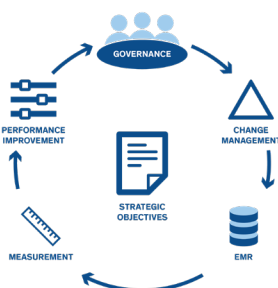 GOVERNANCE
PERFORMANCE
IMPROVEMENT
CHANGE
MANAGEMENT
STRATEGIC
OBJECTIVES
MEASUREMENT
EMR